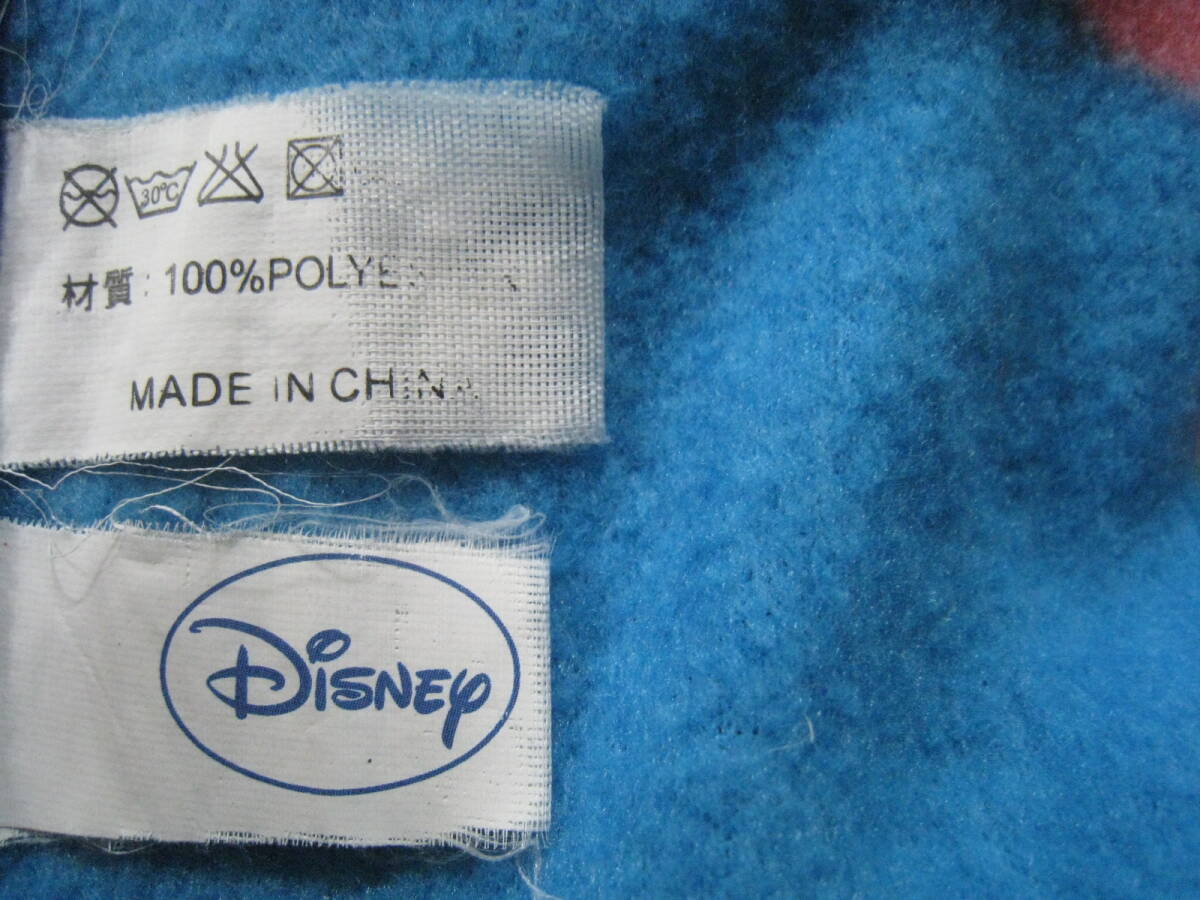 30℃
材質: 100%POLYE
MADE IN CHINA
DISNEY